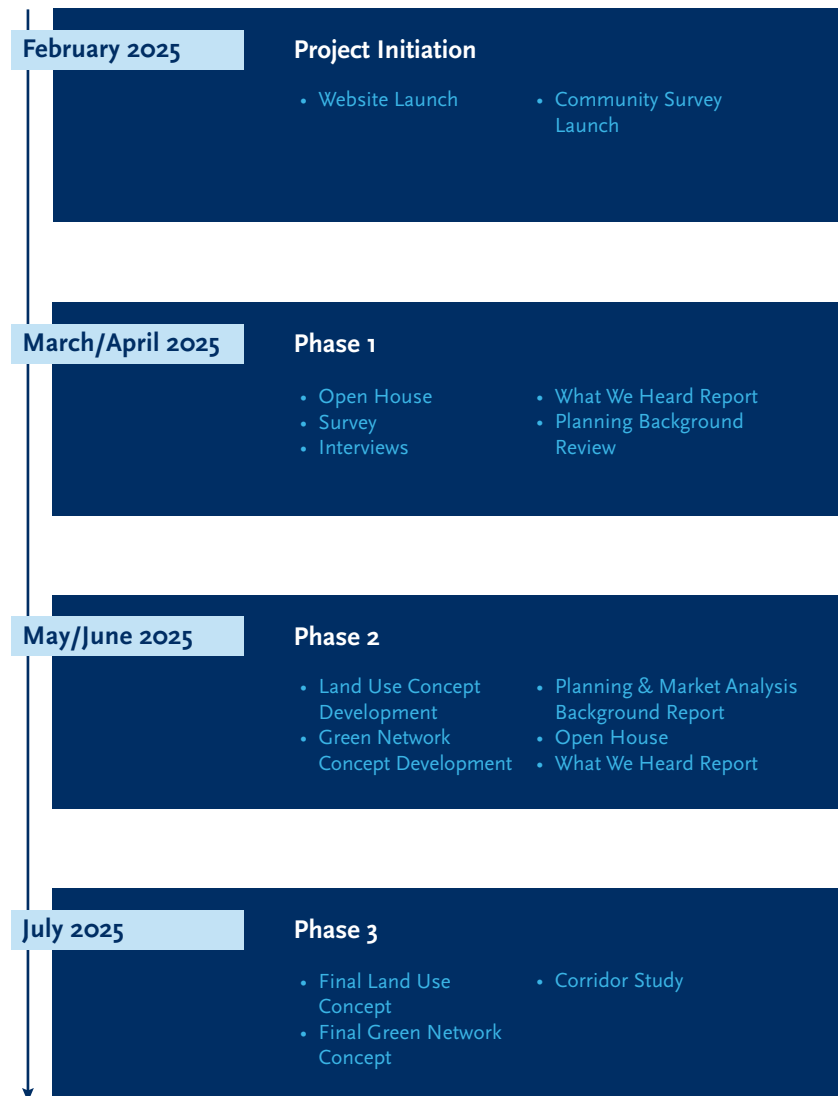 February 2025
Project Initiation
• Website Launch
• Community Survey
Launch
March/April 2025
Phase 1
• Open House
• Survey
• Interviews
• What We Heard Report
• Planning Background
Review
May/June 2025
Phase 2
• Land Use Concept
Development
• Green Network
Concept Development
• Planning & Market Analysis
Background Report
• Open House
• What We Heard Report
July 2025
Phase 3
• Final Land Use
Concept
• Final Green Network
Concept
• Corridor Study